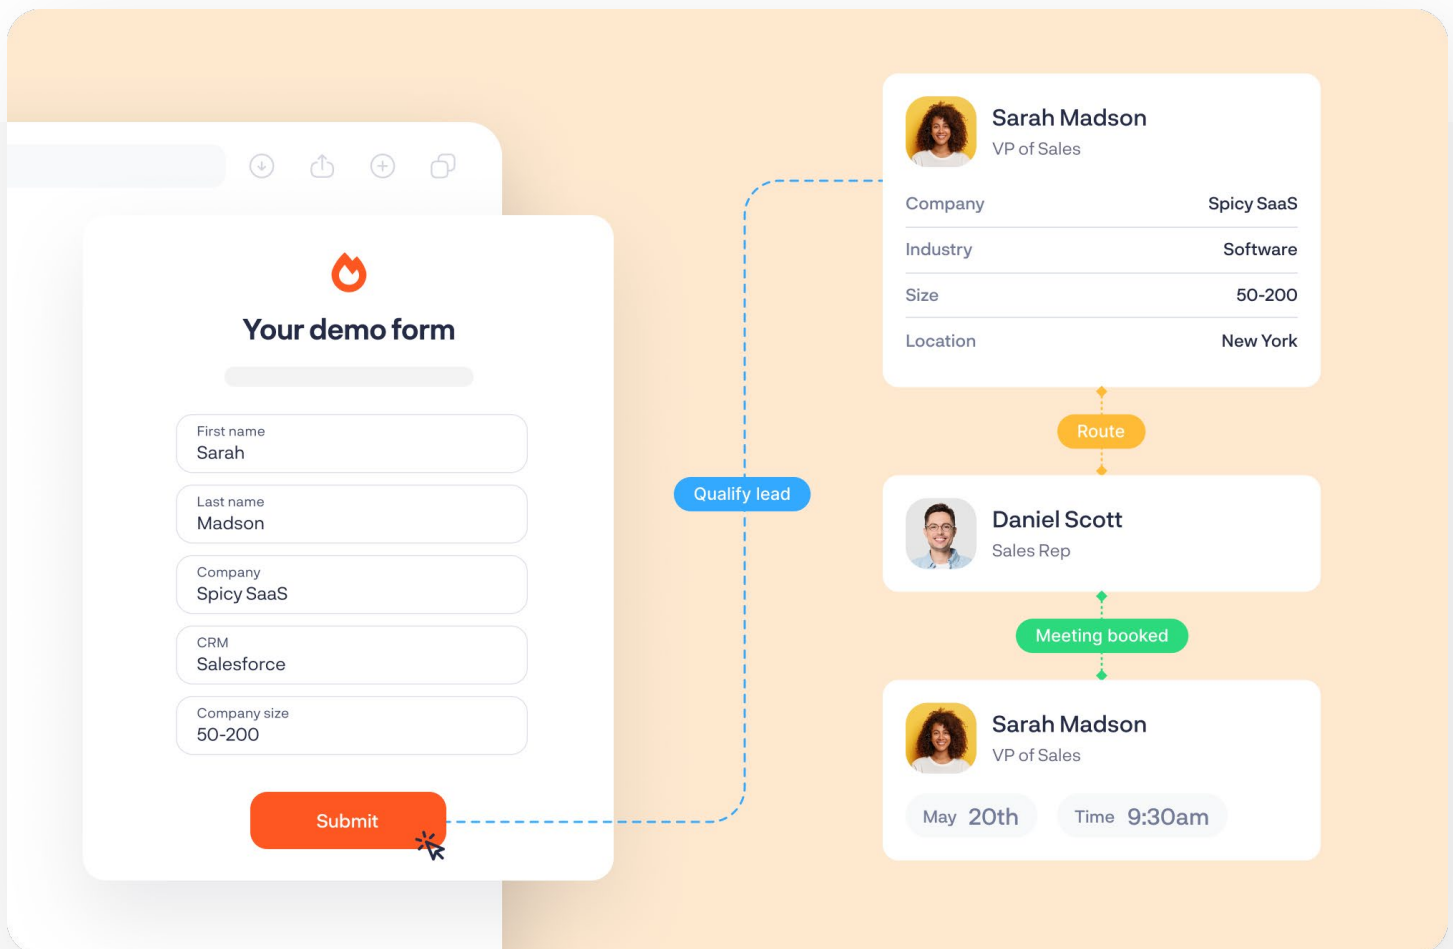 Your demo form
First name
Sarah
Last name
Madson
Company
Spicy SaaS
CRM
Salesforce
Company size
50-200
Submit
Qualify lead
Sarah Madson
VP of Sales
Company Spicy SaaS
Industry Software
Size 50-200
Location New York
Route
Daniel Scott
Sales Rep
Meeting booked
Sarah Madson
VP of Sales
May 20th Time 9:30am